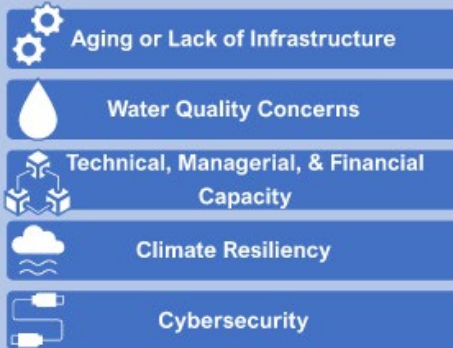 Aging or Lack of Infrastructure
Water Quality Concerns
Technical, Managerial, & Financial
Capacity
Climate Resiliency
Cybersecurity